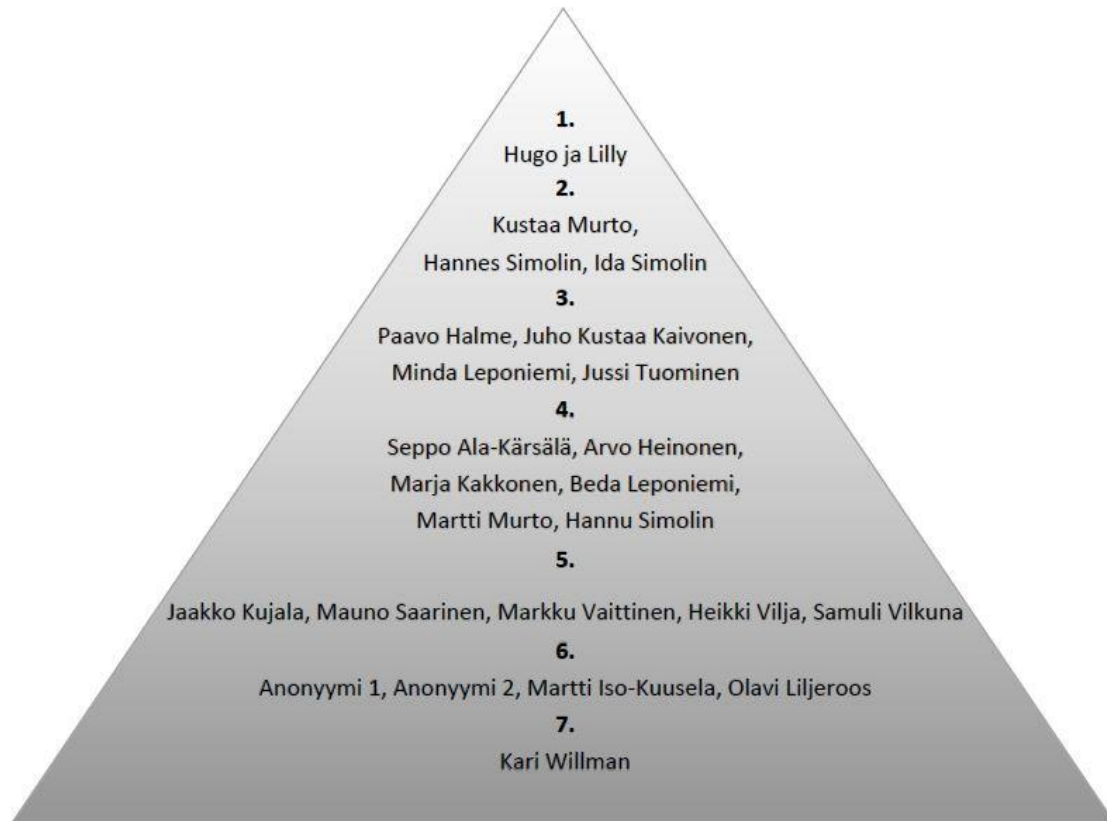 1.
Hugo ja Lilly
2.
Kustaa Murto,
Hannes Simolin, Ida Simolin
3.
Paavo Halme, Juho Kustaa Kaivonen,
Minda Leponiemi, Jussi Tuominen
4.
Seppo Ala-Kärsälä, Arvo Heinonen,
Marja Kakkonen, Beda Leponiemi,
Martti Murto, Hannu Simolin
5.
Jaakko Kujala, Mauno Saarinen, Markku Vaittinen, Heikki Vilja, Samuli Vilkuna
6.
Anonyymi 1, Anonyymi 2, Martti Iso-Kuusela, Olavi Liljeroos
7.
Kari Willman